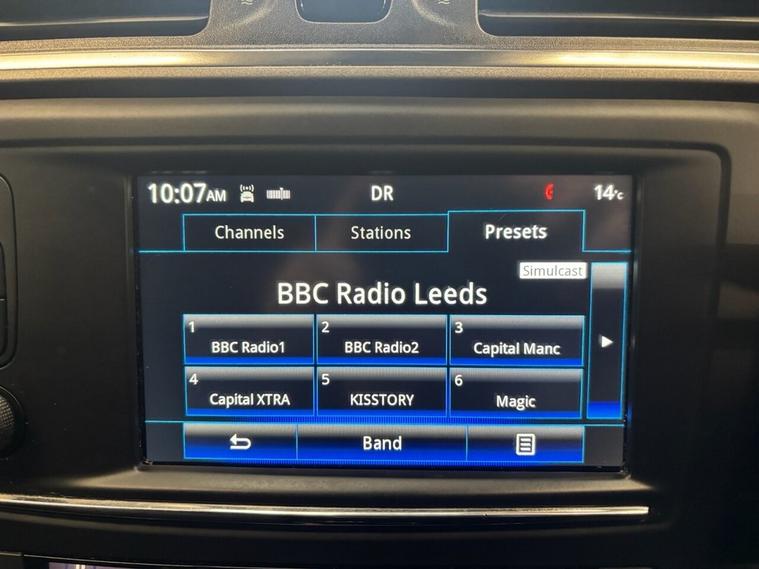 10:07AM DR 14°C
Channels Stations Presets
Simulcast
BBC Radio Leeds
1 BBC Radio1
2 BBC Radio2
3 Capital Manc
4 Capital XTRA
5 KISSTORY
6 Magic
Band